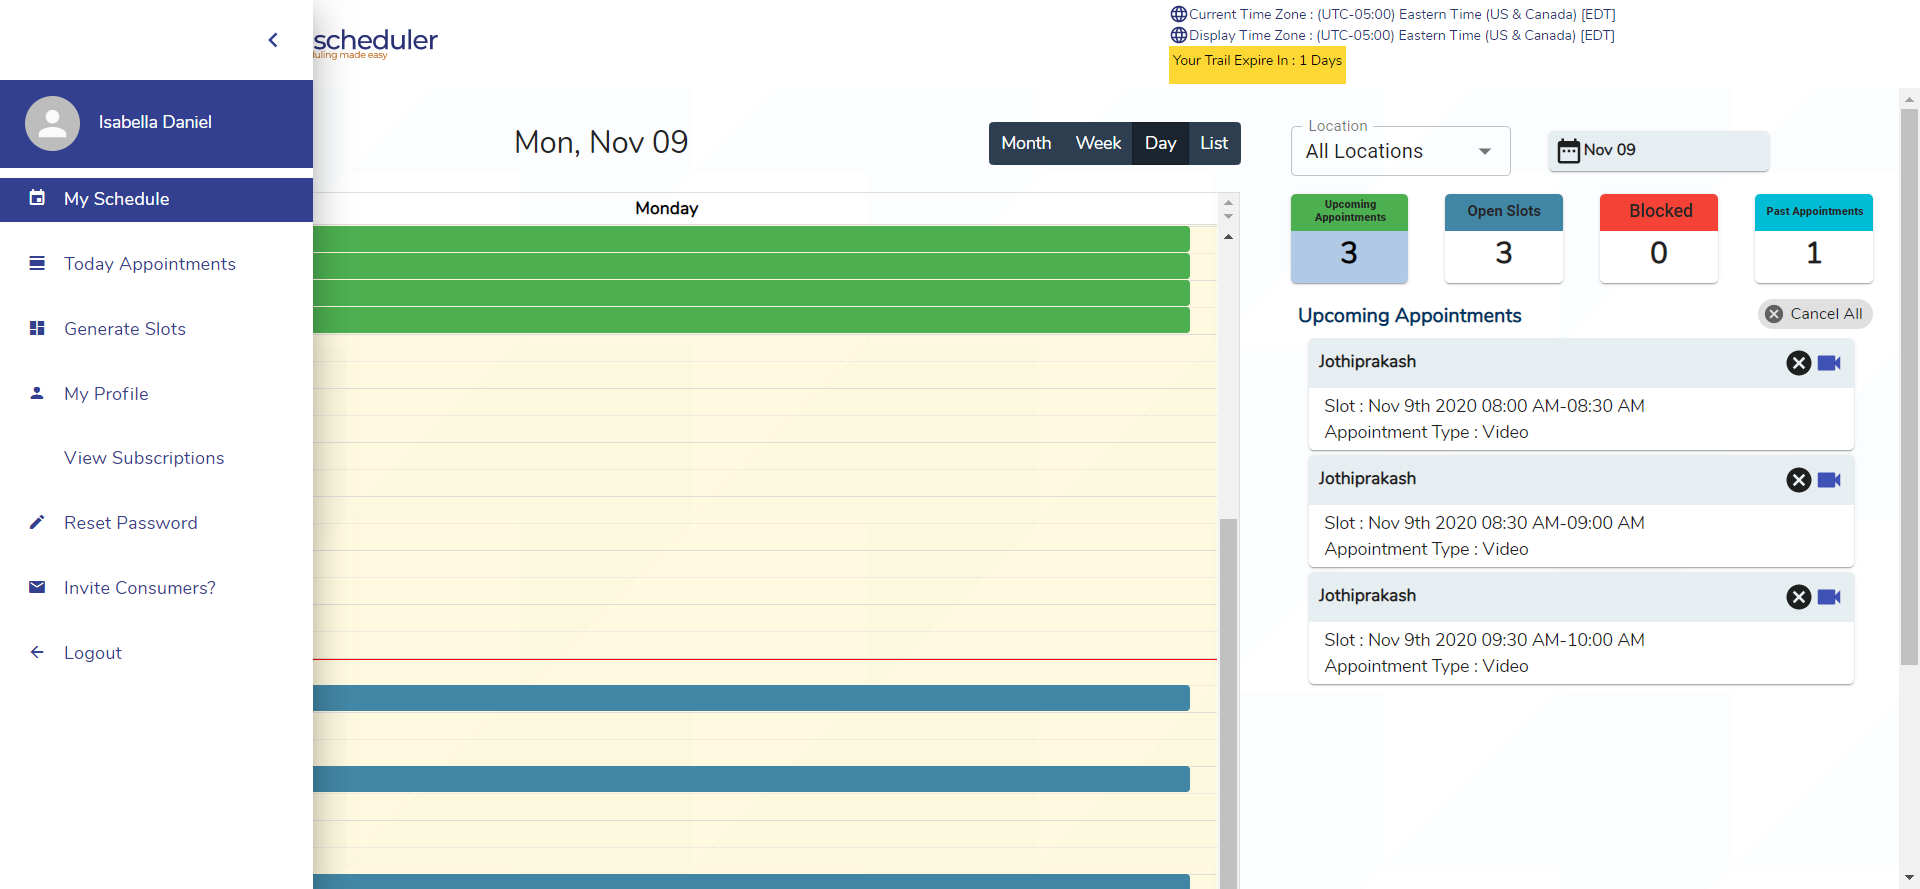 scheduler
duling made easy
Current Time Zone : (UTC-05:00) Eastern Time (US & Canada) [EDT]
Display Time Zone : (UTC-05:00) Eastern Time (US & Canada) [EDT]
Your Trail Expire In : 1 Days
Isabella Daniel
My Schedule
Today Appointments
Generate Slots
My Profile
View Subscriptions
Reset Password
Invite Consumers?
Logout
Mon, Nov 09
Month Week Day List
Monday
Location
All Locations
Nov 09
Upcoming
Appointments
3
Open Slots
3
Blocked
0
Past Appointments
1
Upcoming Appointments
Cancel All
Jothiprakash
Slot : Nov 9th 2020 08:00 AM-08:30 AM
Appointment Type : Video
Jothiprakash
Slot : Nov 9th 2020 08:30 AM-09:00 AM
Appointment Type : Video
Jothiprakash
Slot : Nov 9th 2020 09:30 AM-10:00 AM
Appointment Type : Video